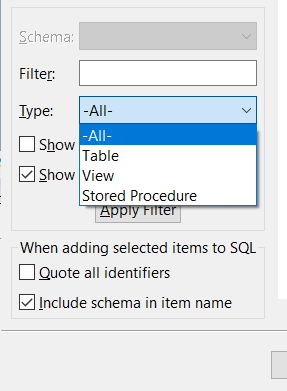 Schema:
Filter:
Type: -All-
-All-
Show
Table
Show
View
Stored Procedure
Apply Filter
When adding selected items to SQL
Quote all identifiers
Include schema in item name